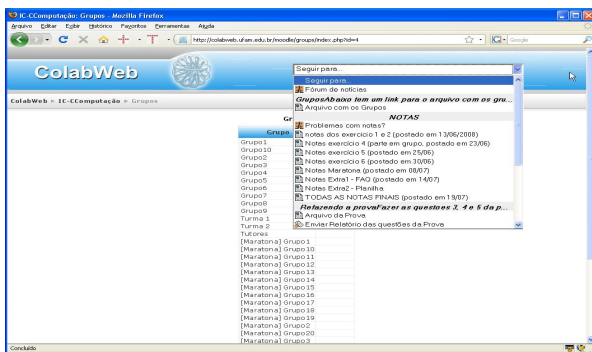 IC-CComputação: Grupos - Mozilla Firefox
Arquivo Editar Exibir Histórico Favoritos Ferramentas Ajuda
http://colabweb.ufam.edu.br/moodle/groups/index.php?id=4
Google
ColabWeb
Seguir para...
Seguir para...
Fórum de notícias
GruposAbaixo tem um link para o arquivo com os gru...
Arquivo com os Grupos
NOTAS
Problemas com notas?
notas dos exercicio 1 e 2 (postado em 13/06/2008)
Notas exercício 4 (parte em grupo, postado em 23/06)
Notas exercício 5 (postado em 25/06)
Notas exercício 6 (postado em 30/06)
Notas Maratona (postado em 08/07)
Notas Extra1 - FAQ (postado em 14/07)
Notas Extra2 - Planilha
TODAS AS NOTAS FINAIS (postado em 19/07)
Refazendo a provaFazer as questoes 3, 4 e 5 da p...
Arquivo da Prova
Enviar Relatório das questões da Prova
ColabWeb ► IC-CComputação ► Grupos
Gr
Grupo
Grupo1
Grupo10
Grupo2
Grupo3
Grupo4
Grupo5
Grupo6
Grupo7
Grupo8
Grupo9
Turma 1
Turma 2
Tutores
[Maratona] Grupo1
[Maratona] Grupo10
[Maratona] Grupo11
[Maratona] Grupo12
[Maratona] Grupo13
[Maratona] Grupo14
[Maratona] Grupo15
[Maratona] Grupo16
[Maratona] Grupo17
[Maratona] Grupo18
[Maratona] Grupo19
[Maratona] Grupo2
[Maratona] Grupo20
[Maratona] Grupo3
Concluído